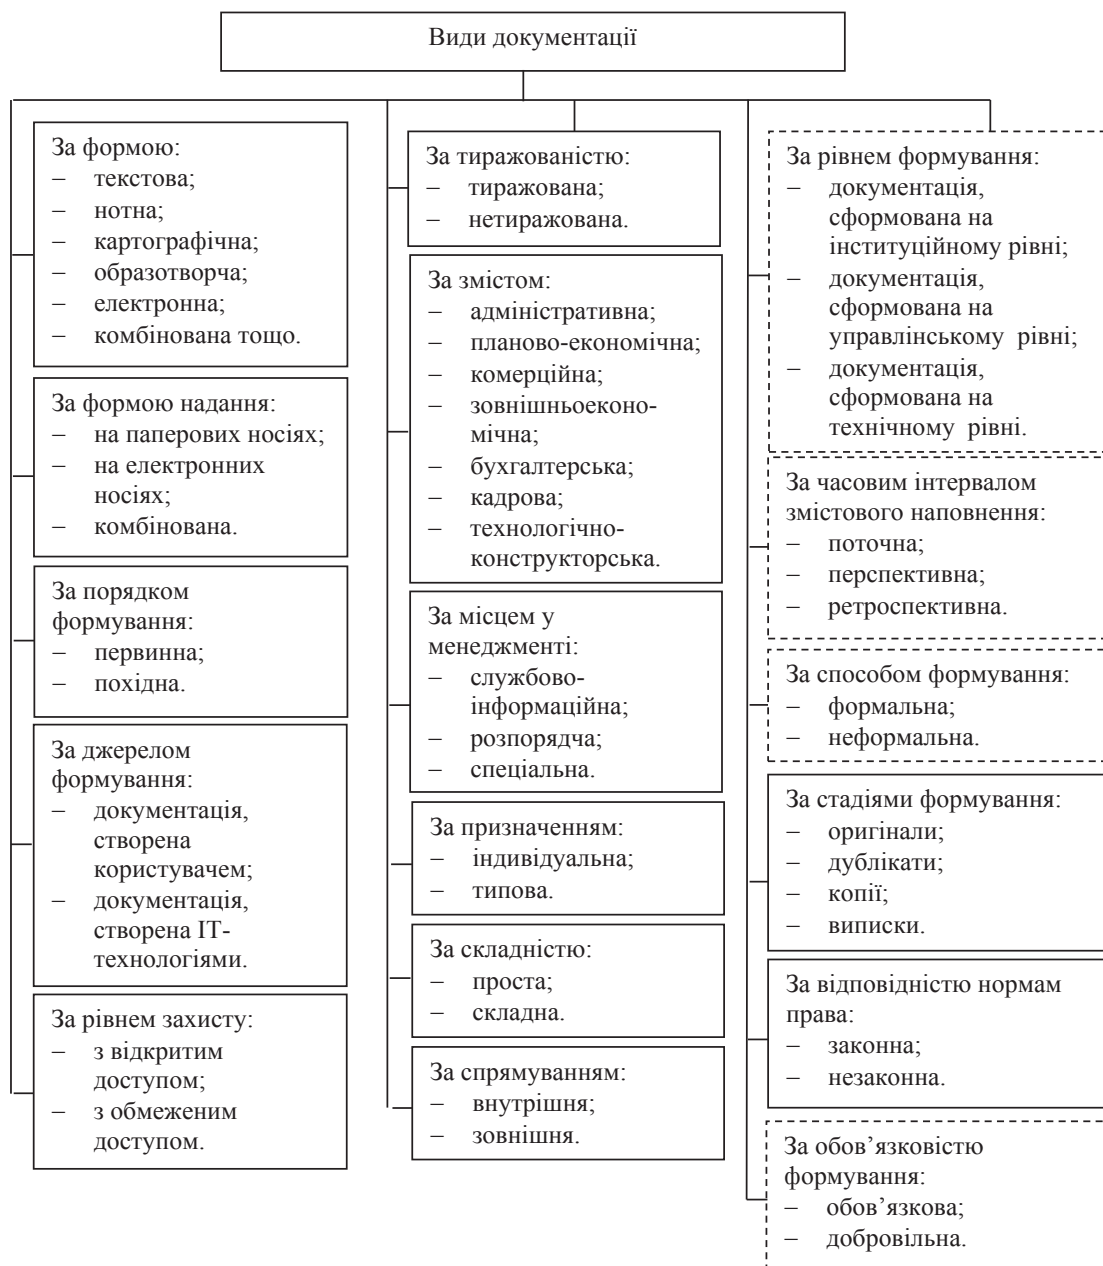 Види документації
За формою:
– текстова;
– нотна;
– картографічна;
– образотворча;
– електронна;
– комбінована тощо.
За формою надання:
– на паперових носіях;
– на електронних
носіях;
– комбінована.
За порядком
формування:
– первинна;
– похідна.
За джерелом
формування:
– документація,
створена
користувачем;
– документація,
створена ІТ-
технологіями.
За рівнем захисту:
– з відкритим
доступом;
– з обмеженим
доступом.
За тиражованістю:
– тиражована;
– нетиражована.
За змістом:
– адміністративна;
– планово-економічна;
– комерційна;
– зовнішньоеконо-
мічна;
– бухгалтерська;
– кадрова;
– технологічно-
конструкторська.
За місцем у
менеджменті:
– службово-
інформаційна;
– розпорядча;
– спеціальна.
За призначенням:
– індивідуальна;
– типова.
За складністю:
– проста;
– складна.
За спрямуванням:
– внутрішня;
– зовнішня.
За рівнем формування:
– документація,
сформована на
інституційному рівні;
– документація,
сформована на
управлінському рівні;
– документація,
сформована на
технічному рівні.
За часовим інтервалом
змістового наповнення:
– поточна;
– перспективна;
– ретроспективна.
За способом формування:
– формальна;
– неформальна.
За стадіями формування:
– оригінали;
– дублікати;
– копії;
– виписки.
За відповідністю нормам
права:
– законна;
– незаконна.
За обов’язковістю
формування:
– обов’язкова;
– добровільна.